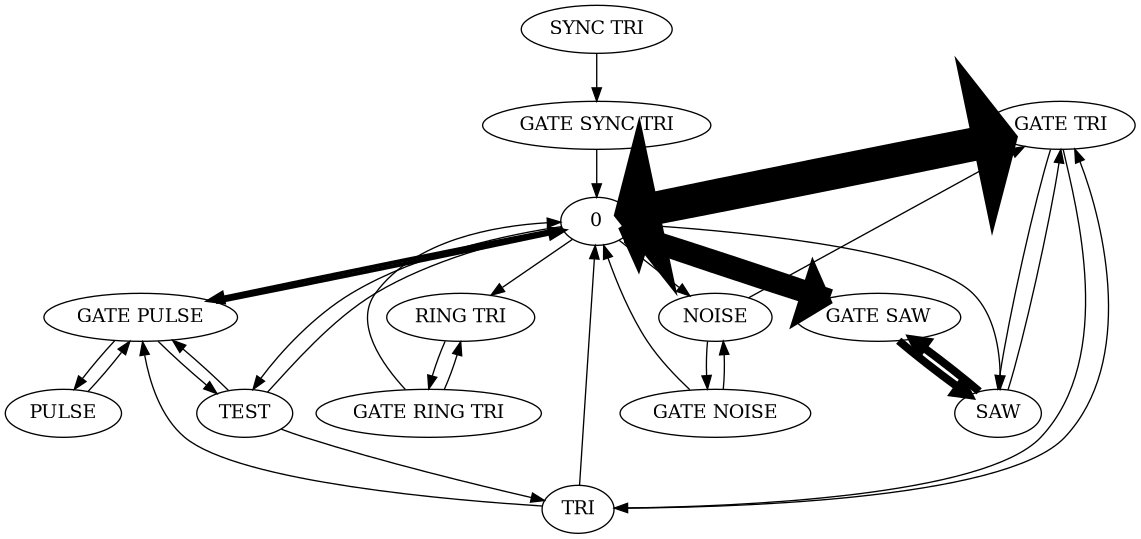 SYNC TRI
GATE SYNC TRI
GATE TRI
0
GATE PULSE
RING TRI
NOISE
GATE SAW
PULSE
TEST
GATE RING TRI
GATE NOISE
SAW
TRI